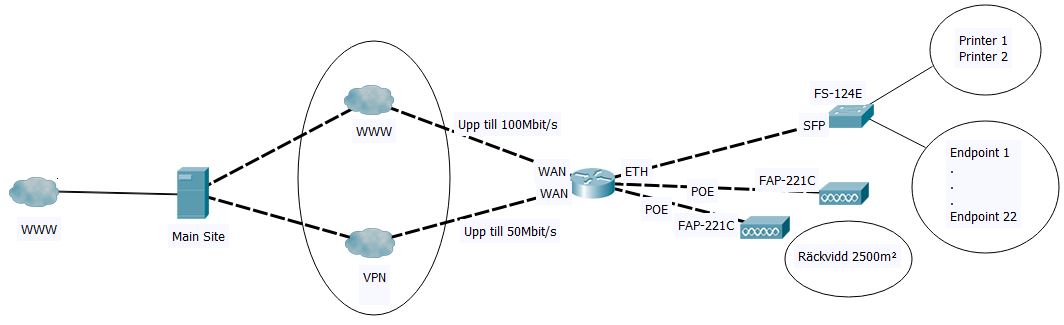 WWW
Main Site
WWW
VPN
Upp till 100Mbit/s
Upp till 50Mbit/s
WAN
WAN
ETH
POE
POE
SFP
FS-124E
FAP-221C
FAP-221C
Printer 1
Printer 2
Endpoint 1
.
.
.
Endpoint 22
Räckvidd 2500m²